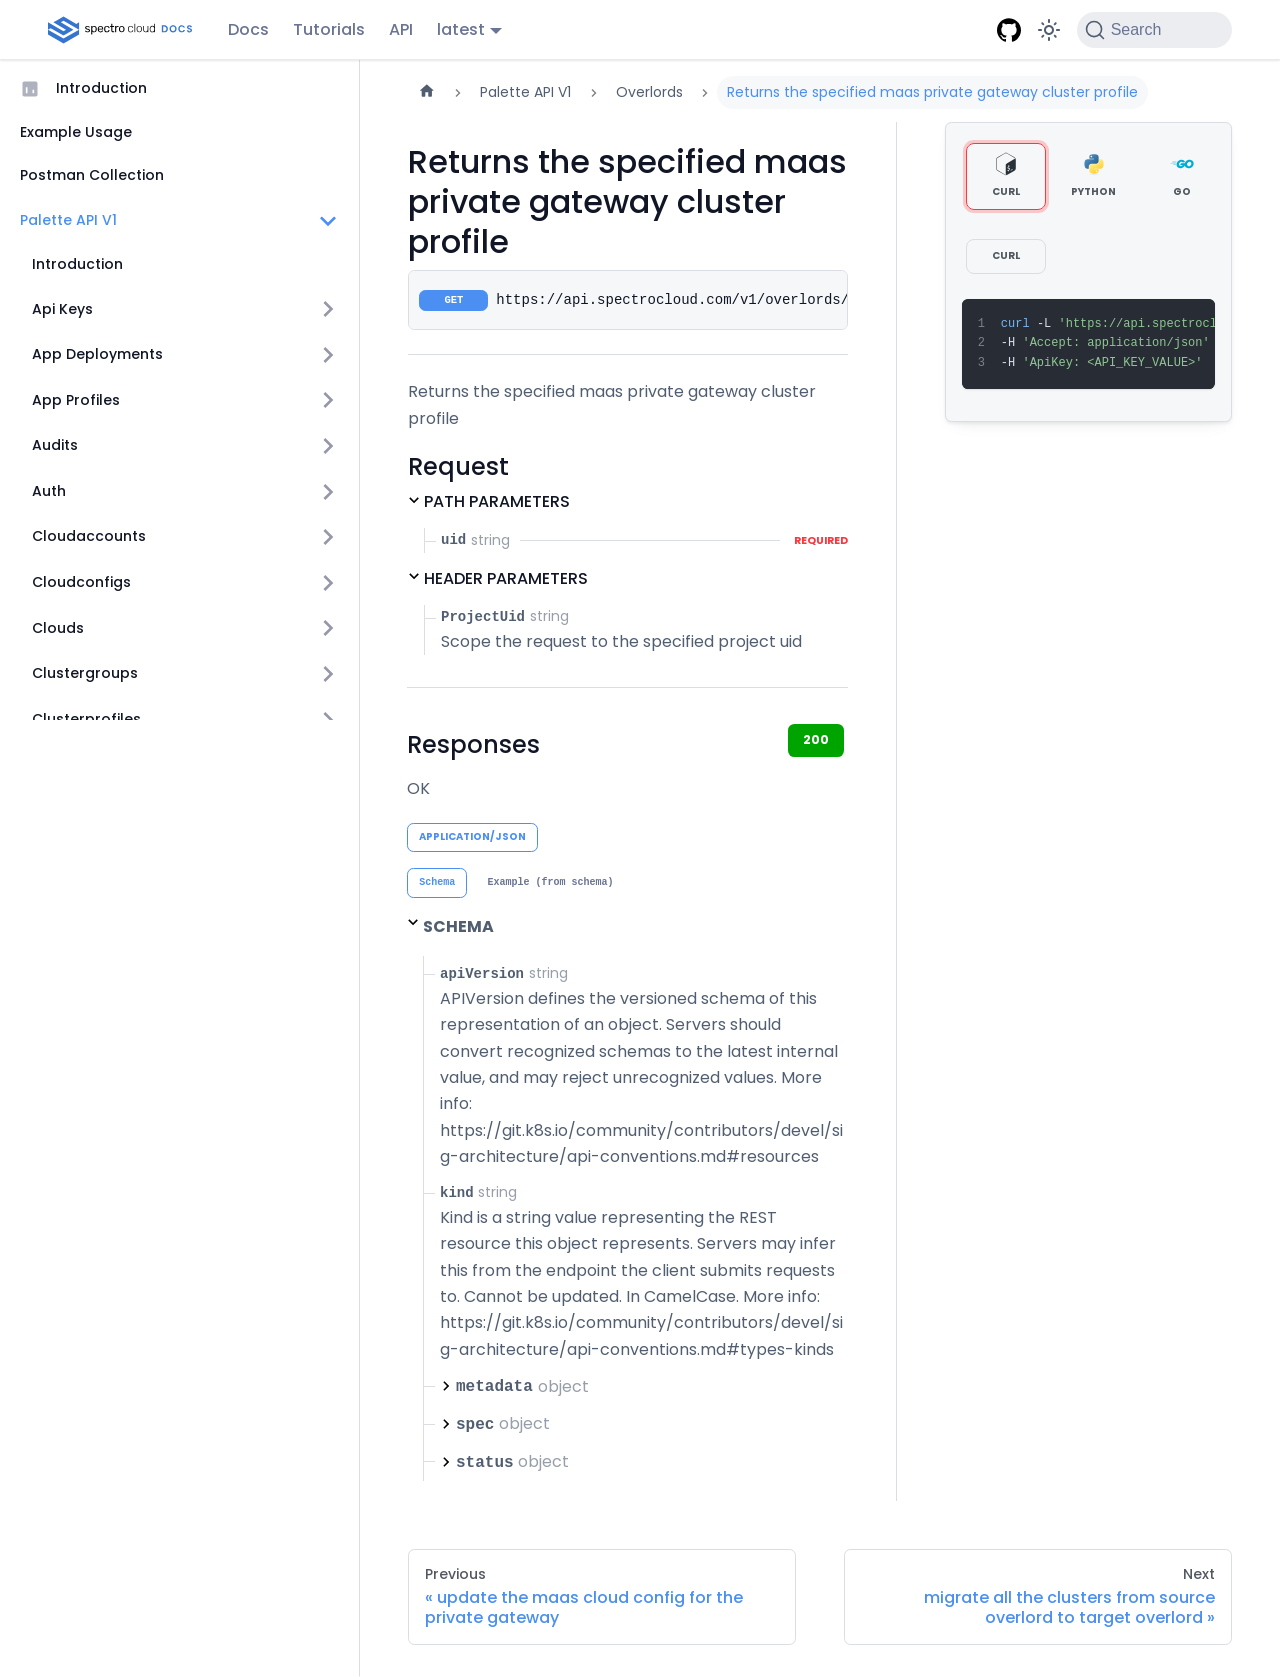 spectro cloud DOCS
Docs
Tutorials
API
latest
Search
Introduction
Example Usage
Postman Collection
Palette API V1
Introduction
Api Keys
App Deployments
App Profiles
Audits
Auth
Cloudaccounts
Cloudconfigs
Clouds
Clustergroups
Clusterprofiles
Palette API V1
Overlords
Returns the specified maas private gateway cluster profile
Returns the specified maas
private gateway cluster
profile
GET https://api.spectrocloud.com/v1/overlords/
Returns the specified maas private gateway cluster
profile
Request
PATH PARAMETERS
uid string REQUIRED
HEADER PARAMETERS
ProjectUid string
Scope the request to the specified project uid
Responses
200
OK
APPLICATION/JSON
Schema
Example (from schema)
SCHEMA
apiVersion string
APIVersion defines the versioned schema of this
representation of an object. Servers should
convert recognized schemas to the latest internal
value, and may reject unrecognized values. More
info:
https://git.k8s.io/community/contributors/devel/si
g-architecture/api-conventions.md#resources
kind string
Kind is a string value representing the REST
resource this object represents. Servers may infer
this from the endpoint the client submits requests
to. Cannot be updated. In CamelCase. More info:
https://git.k8s.io/community/contributors/devel/si
g-architecture/api-conventions.md#types-kinds
metadata object
spec object
status object
CURL
PYTHON
GO
CURL
1 curl -L 'https://api.spectrocl
2 -H 'Accept: application/json'
3 -H 'ApiKey: <API_KEY_VALUE>'
Previous
« update the maas cloud config for the
private gateway
Next
migrate all the clusters from source
overlord to target overlord »